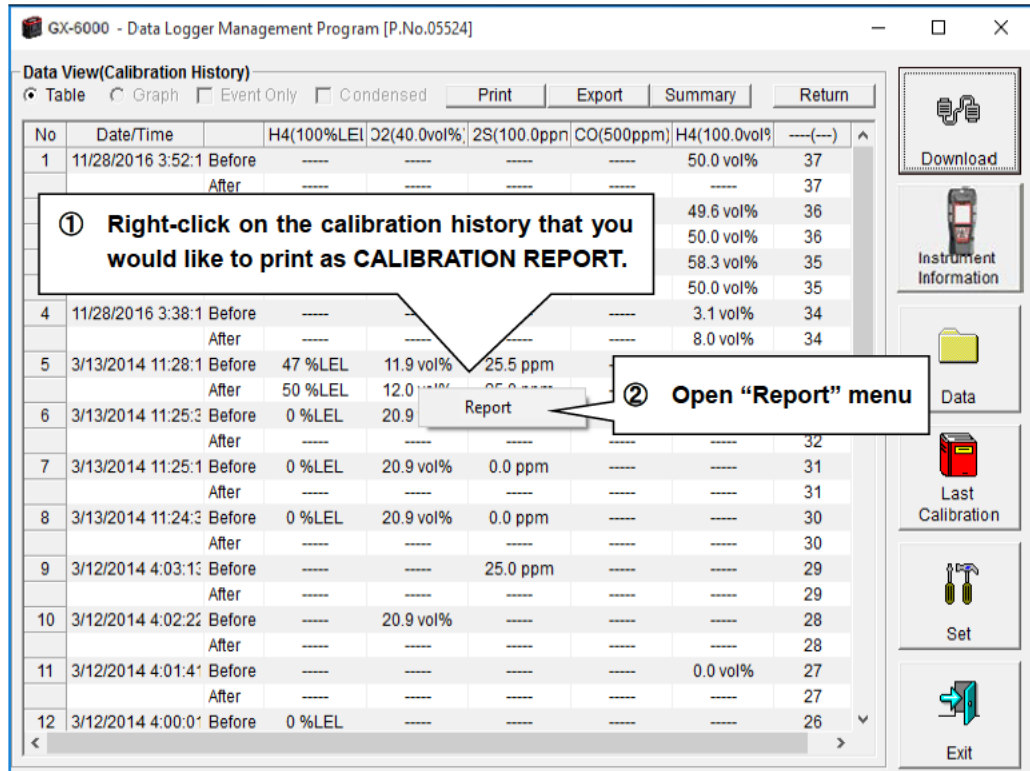 GX-6000 - Data Logger Management Program [P.No.05524]
Data View(Calibration History)
Table Graph Event Only Condensed Print Export Summary Return
No Date/Time H4(100%LEL O2(40.0vol%; 2S(100.0ppn CO(500ppm) H4(100.0vol% ----(---)
1 11/28/2016 3:52:1 Before ----- ----- ----- ----- 50.0 vol% 37
After ----- ----- ----- ----- ----- 37
49.6 vol% 36
50.0 vol% 36
58.3 vol% 35
50.0 vol% 35
① Right-click on the calibration history that you
would like to print as CALIBRATION REPORT.
4 11/28/2016 3:38:1 Before ----- ----- 3.1 vol% 34
After ----- ----- 8.0 vol% 34
5 3/13/2014 11:28:1 Before 47 %LEL 11.9 vol% 25.5 ppm
After 50 %LEL 12.0
Report
② Open “Report” menu
6 3/13/2014 11:25:3 Before 0 %LEL 20.9
After ----- ----- ----- ----- ----- 32
7 3/13/2014 11:25:1 Before 0 %LEL 20.9 vol% 0.0 ppm ----- ----- 31
After ----- ----- ----- ----- ----- 31
8 3/13/2014 11:24:3 Before 0 %LEL 20.9 vol% 0.0 ppm ----- ----- 30
After ----- ----- ----- ----- ----- 30
9 3/12/2014 4:03:13 Before ----- ----- 25.0 ppm ----- ----- 29
After ----- ----- ----- ----- ----- 29
10 3/12/2014 4:02:22 Before ----- 20.9 vol% ----- ----- ----- 28
After ----- ----- ----- ----- ----- 28
11 3/12/2014 4:01:41 Before ----- ----- ----- ----- 0.0 vol% 27
After ----- ----- ----- ----- ----- 27
12 3/12/2014 4:00:01 Before 0 %LEL ----- ----- ----- ----- 26
Download
Instrument
Information
Data
Last
Calibration
Set
Exit